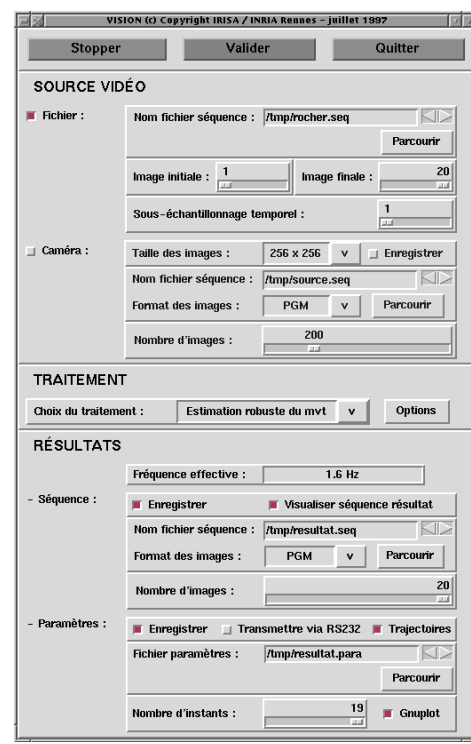 VISION (c) Copyright IRISA / INRIA Rennes - juillet 1997
Stopper Valider Quitter
SOURCE VIDÉO
Fichier : Nom fichier séquence : /tmp/rocher.seq
Parcourir
Image initiale : 1 Image finale : 20
Sous-échantillonnage temporel : 1
Caméra : Taille des images : 256 x 256 v Enregistrer
Nom fichier séquence : /tmp/source.seq
Format des images : PGM v Parcourir
Nombre d'images : 200
TRAITEMENT
Choix du traitement : Estimation robuste du mvt v Options
RÉSULTATS
Fréquence effective : 1.6 Hz
- Séquence : Enregistrer Visualiser séquence résultat
Nom fichier séquence : /tmp/resultat.seq
Format des images : PGM v Parcourir
Nombre d'images : 20
- Paramètres : Enregistrer Transmettre via RS232 Trajectoires
Fichier paramètres : /tmp/resultat.para
Parcourir
Nombre d'instants : 19 Gnuplot